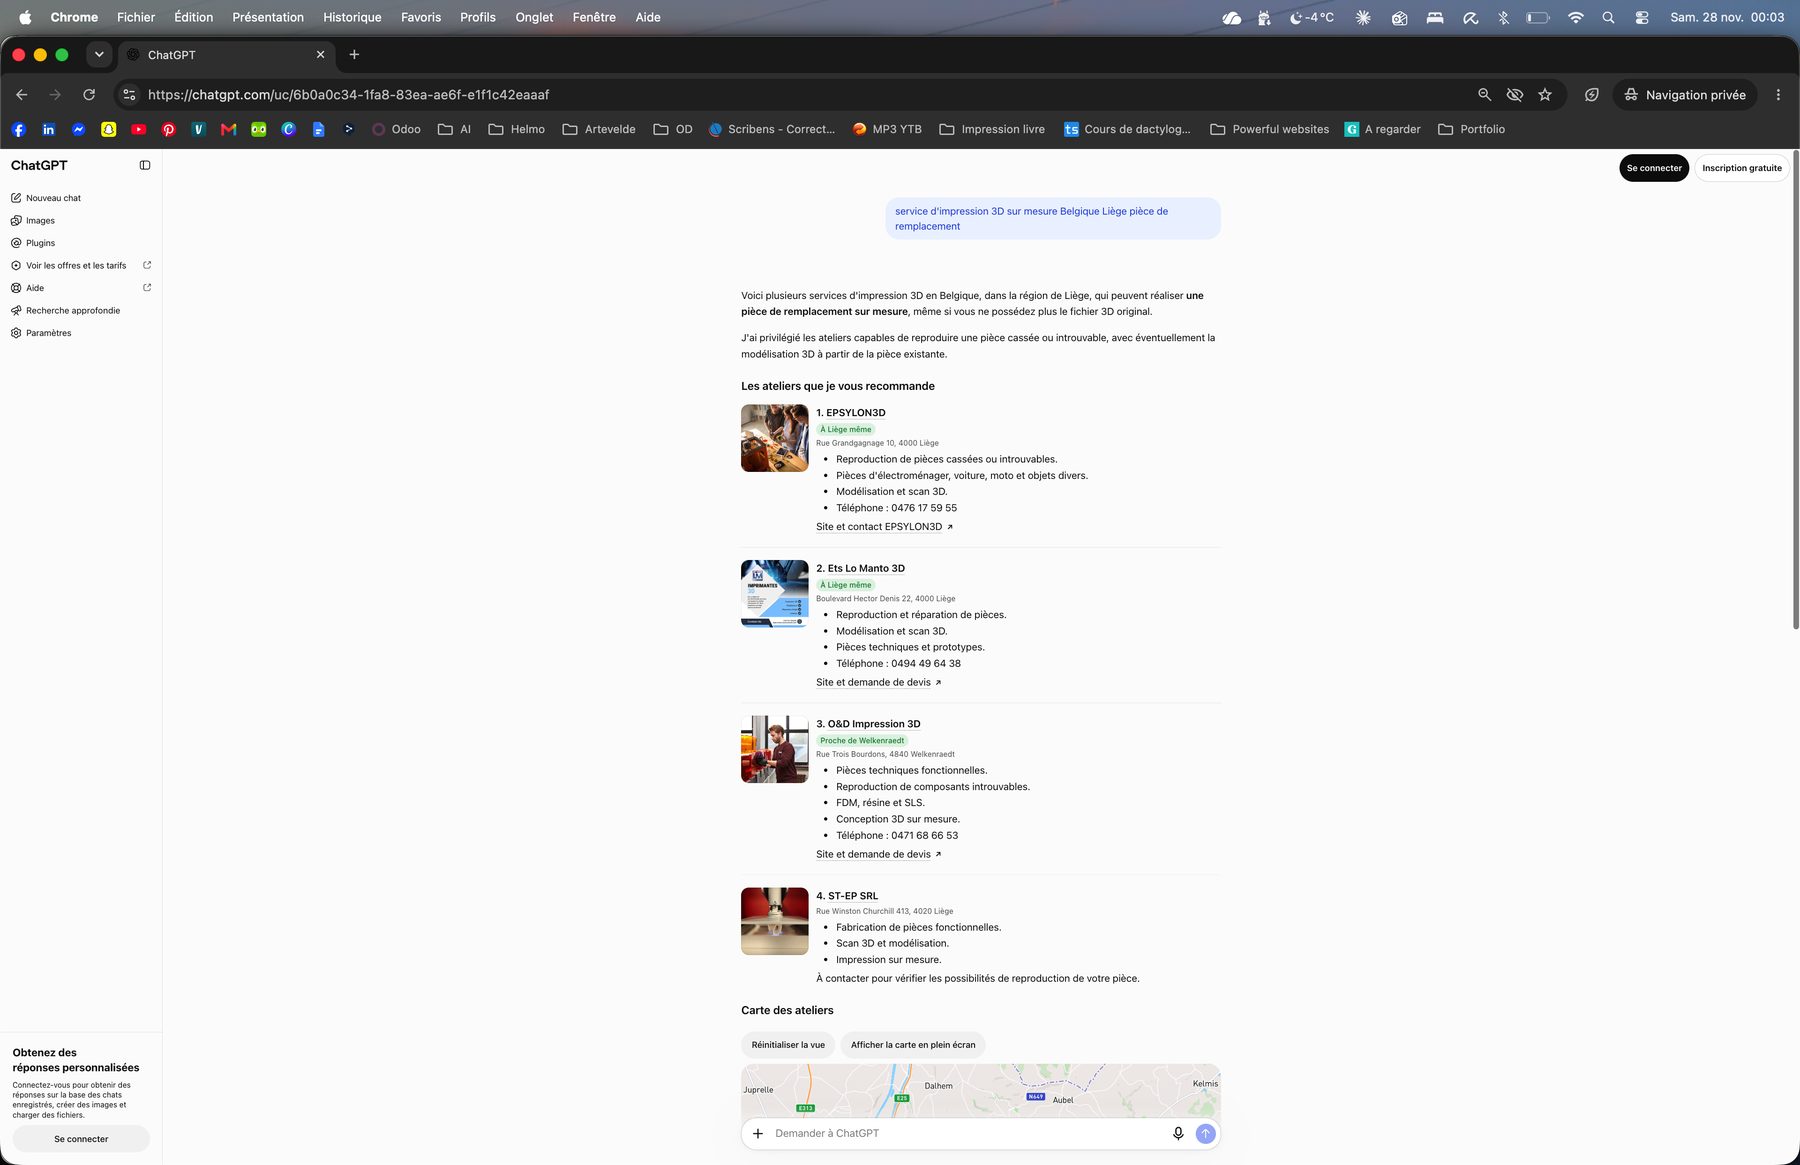 Chrome Fichier Édition Présentation Historique Favoris Profils Onglet Fenêtre Aide -4°C Sam. 28 nov. 00:03
ChatGPT
https://chatgpt.com/uc/6b0a0c34-1fa8-83ea-ae6f-e1f1c42eaaaf Navigation privée
Odoo AI Helmo Artevelde OD Scribens - Correct... MP3 YTB Impression livre Cours de dactylog... Powerful websites A regarder Portfolio
ChatGPT
Se connecter Inscription gratuite
Nouveau chat
Images
Plugins
Voir les offres et les tarifs
Aide
Recherche approfondie
Paramètres
service d'impression 3D sur mesure Belgique Liège pièce de
remplacement
Voici plusieurs services d'impression 3D en Belgique, dans la région de Liège, qui peuvent réaliser une
pièce de remplacement sur mesure, même si vous ne possédez plus le fichier 3D original.
J'ai privilégié les ateliers capables de reproduire une pièce cassée ou introuvable, avec éventuellement la
modélisation 3D à partir de la pièce existante.
Les ateliers que je vous recommande
1. EPSYLON3D
À Liège même
Rue Grandgagnage 10, 4000 Liège
• Reproduction de pièces cassées ou introuvables.
• Pièces d'électroménager, voiture, moto et objets divers.
• Modélisation et scan 3D.
• Téléphone : 0476 17 59 55
Site et contact EPSYLON3D ↗
IMPRIMANTES
3D
2. Ets Lo Manto 3D
À Liège même
Boulevard Hector Denis 22, 4000 Liège
• Reproduction et réparation de pièces.
• Modélisation et scan 3D.
• Pièces techniques et prototypes.
• Téléphone : 0494 49 64 38
Site et demande de devis ↗
3. O&D Impression 3D
Proche de Welkenraedt
Rue Trois Bourdons, 4840 Welkenraedt
• Pièces techniques fonctionnelles.
• Reproduction de composants introuvables.
• FDM, résine et SLS.
• Conception 3D sur mesure.
• Téléphone : 0471 68 66 53
Site et demande de devis ↗
4. ST-EP SRL
Rue Winston Churchill 413, 4020 Liège
• Fabrication de pièces fonctionnelles.
• Scan 3D et modélisation.
• Impression sur mesure.
À contacter pour vérifier les possibilités de reproduction de votre pièce.
Carte des ateliers
Réinitialiser la vue Afficher la carte en plein écran
Juprelle Dalhem Kelmis
E313 E25 N649 Aubel
Demander à ChatGPT
Obtenez des
réponses personnalisées
Connectez-vous pour obtenir des
réponses sur la base des chats
enregistrés, créer des images et
charger des fichiers.
Se connecter